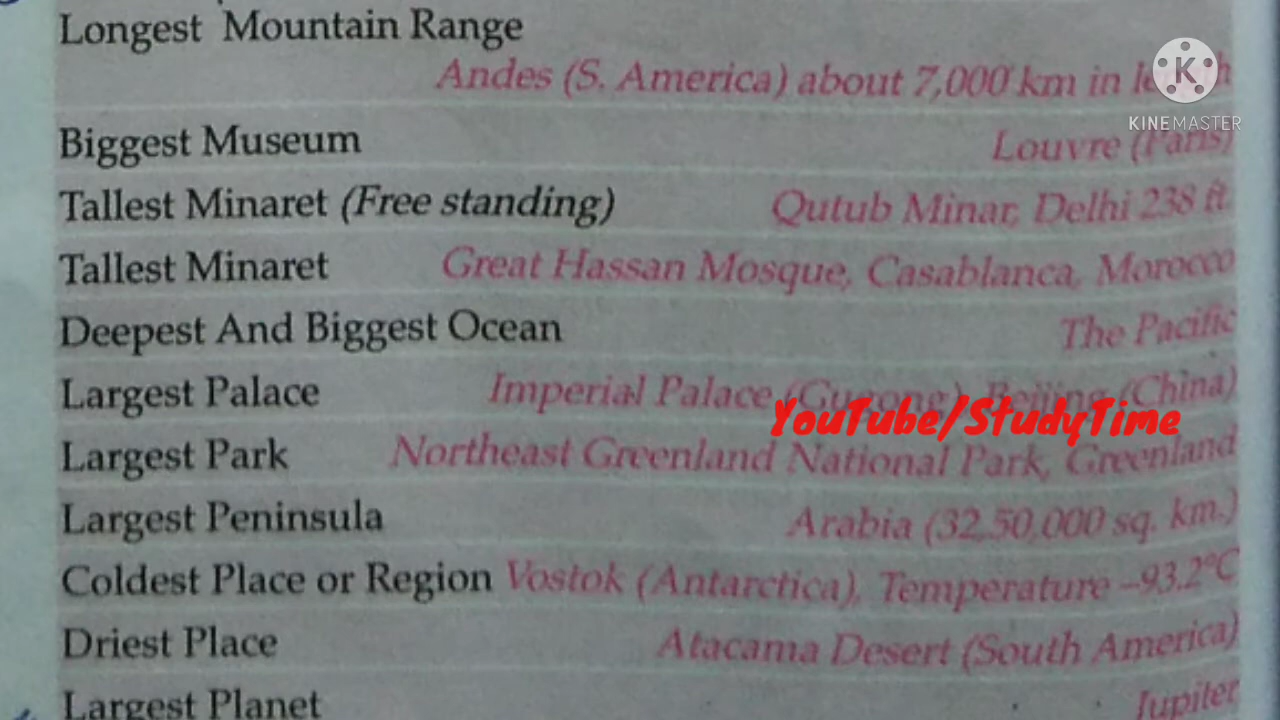 Longest Mountain Range
Andes (S. America) about 7,000 km in
KINEMASTER
Biggest Museum Louvre (Paris)
Tallest Minaret (Free standing) Qutub Minar, Delhi 238 ft.
Tallest Minaret Great Hassan Mosque, Casablanca, Morocco
Deepest And Biggest Ocean The Pacific
Largest Palace Imperial Palace (Gugong), Beijing (China)
YouTube/StudyTime
Largest Park Northeast Greenland National Park, Greenland
Largest Peninsula Arabia (32,50,000 sq. km.)
Coldest Place or Region Vostok (Antarctica), Temperature –93.2°C
Driest Place Atacama Desert (South America)
Largest Planet Jupiter